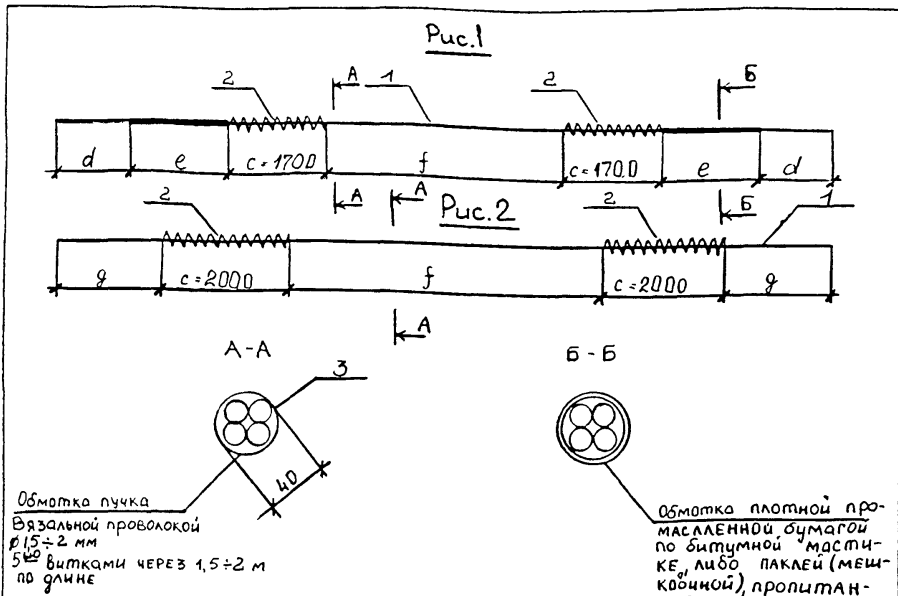 Рис.1
2
А
1
2
Б
d
e
c=1700
f
c=1700
e
d
А
А
Б
Рис.2
2
2
1
g
c=2000
f
c=2000
g
А
А-А
Б-Б
3
40
Обмотка пучка
Вязальной проволокой
ø1,5÷2 мм
5ью витками через 1,5÷2 м
по длине
Обмотка плотной про-
масленной бумагой
по битумной масти-
ке, либо паклей (меш-
ковиной), пропитан-